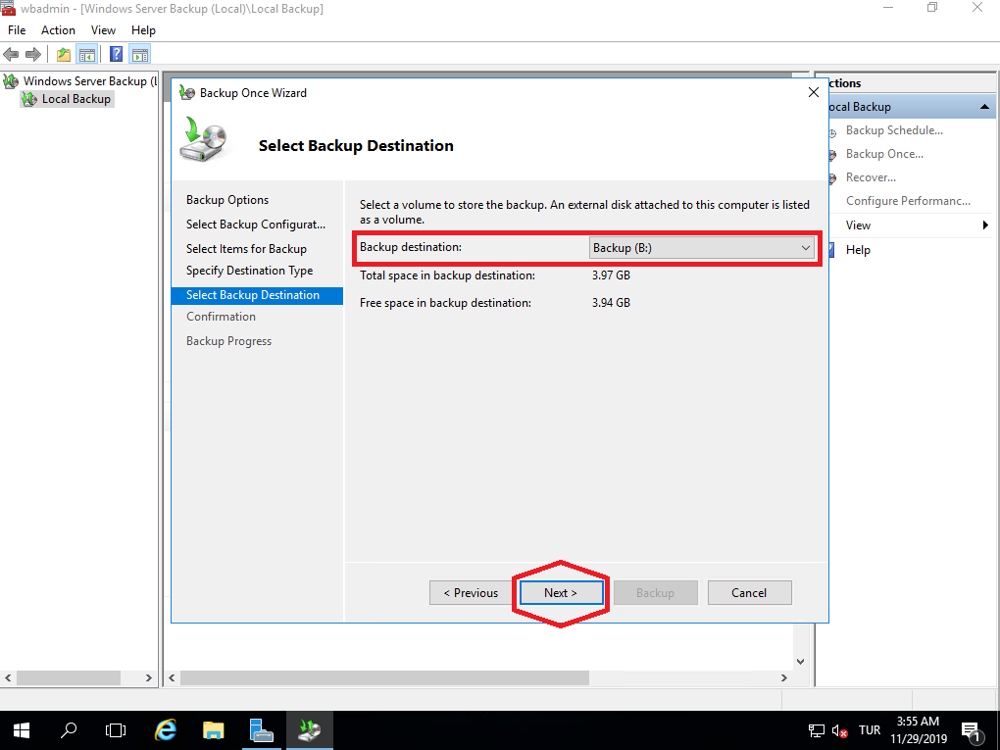 wbadmin - [Windows Server Backup (Local)\Local Backup]
File Action View Help
Windows Server Backup (L
Local Backup
Backup Once Wizard
Select Backup Destination
Backup Options
Select Backup Configurat...
Select Items for Backup
Specify Destination Type
Select Backup Destination
Confirmation
Backup Progress
Select a volume to store the backup. An external disk attached to this computer is listed
as a volume.
Backup destination: Backup (B:)
Total space in backup destination: 3.97 GB
Free space in backup destination: 3.94 GB
< Previous Next > Backup Cancel
ctions
ocal Backup
Backup Schedule...
Backup Once...
Recover...
Configure Performanc...
View
Help
TUR
3:55 AM
11/29/2019
1